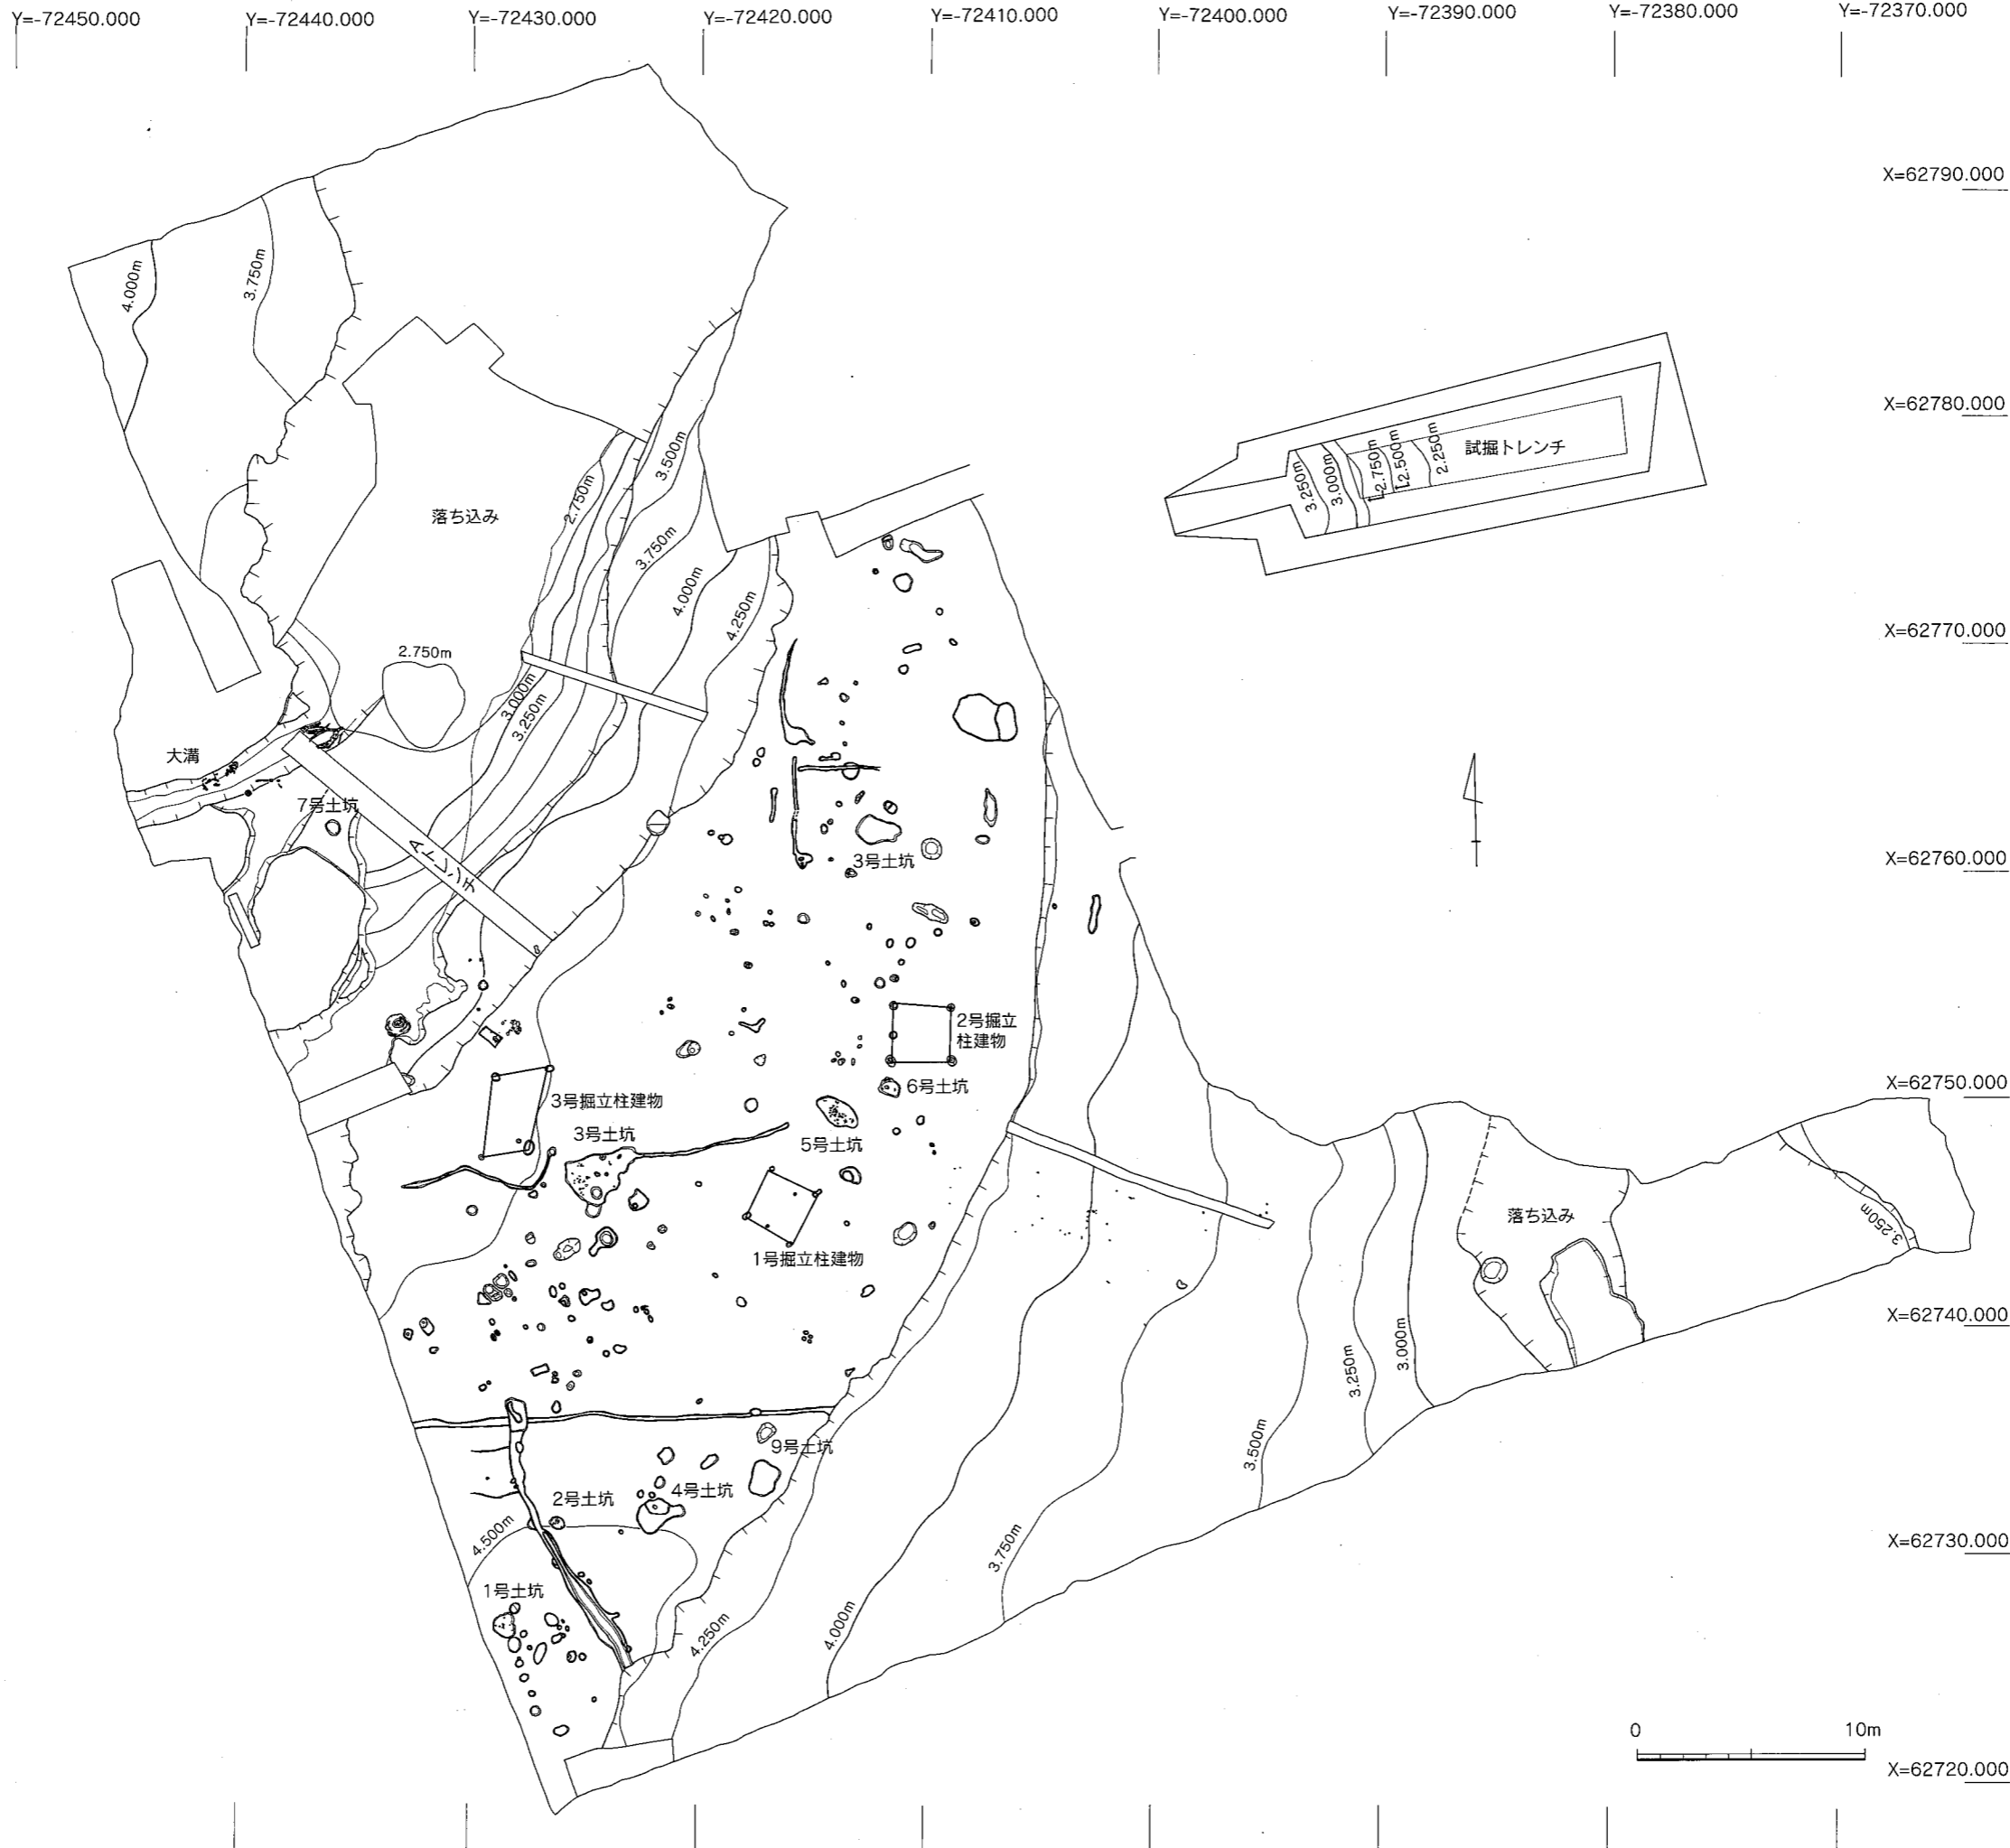 Y=-72450.000
Y=-72440.000
Y=-72430.000
Y=-72420.000
Y=-72410.000
Y=-72400.000
Y=-72390.000
Y=-72380.000
Y=-72370.000
X=62790.000
4.000m
3.750m
X=62780.000
3.500m
2.750m
落ち込み
3.750m
4.000m
4.250m
3.250m
3.000m
2.750m
2.500m
2.250m
試掘トレンチ
X=62770.000
2.750m
3.000m
3.250m
大溝
7号土坑
Aトレンチ
3号土坑
X=62760.000
2号掘立
柱建物
6号土坑
X=62750.000
3号掘立柱建物
3号土坑
5号土坑
1号掘立柱建物
落ち込み
3.250m
X=62740.000
3.000m
3.250m
3.500m
9号土坑
4号土坑
2号土坑
4.500m
X=62730.000
3.750m
1号土坑
4.250m
4.000m
0
10m
X=62720.000